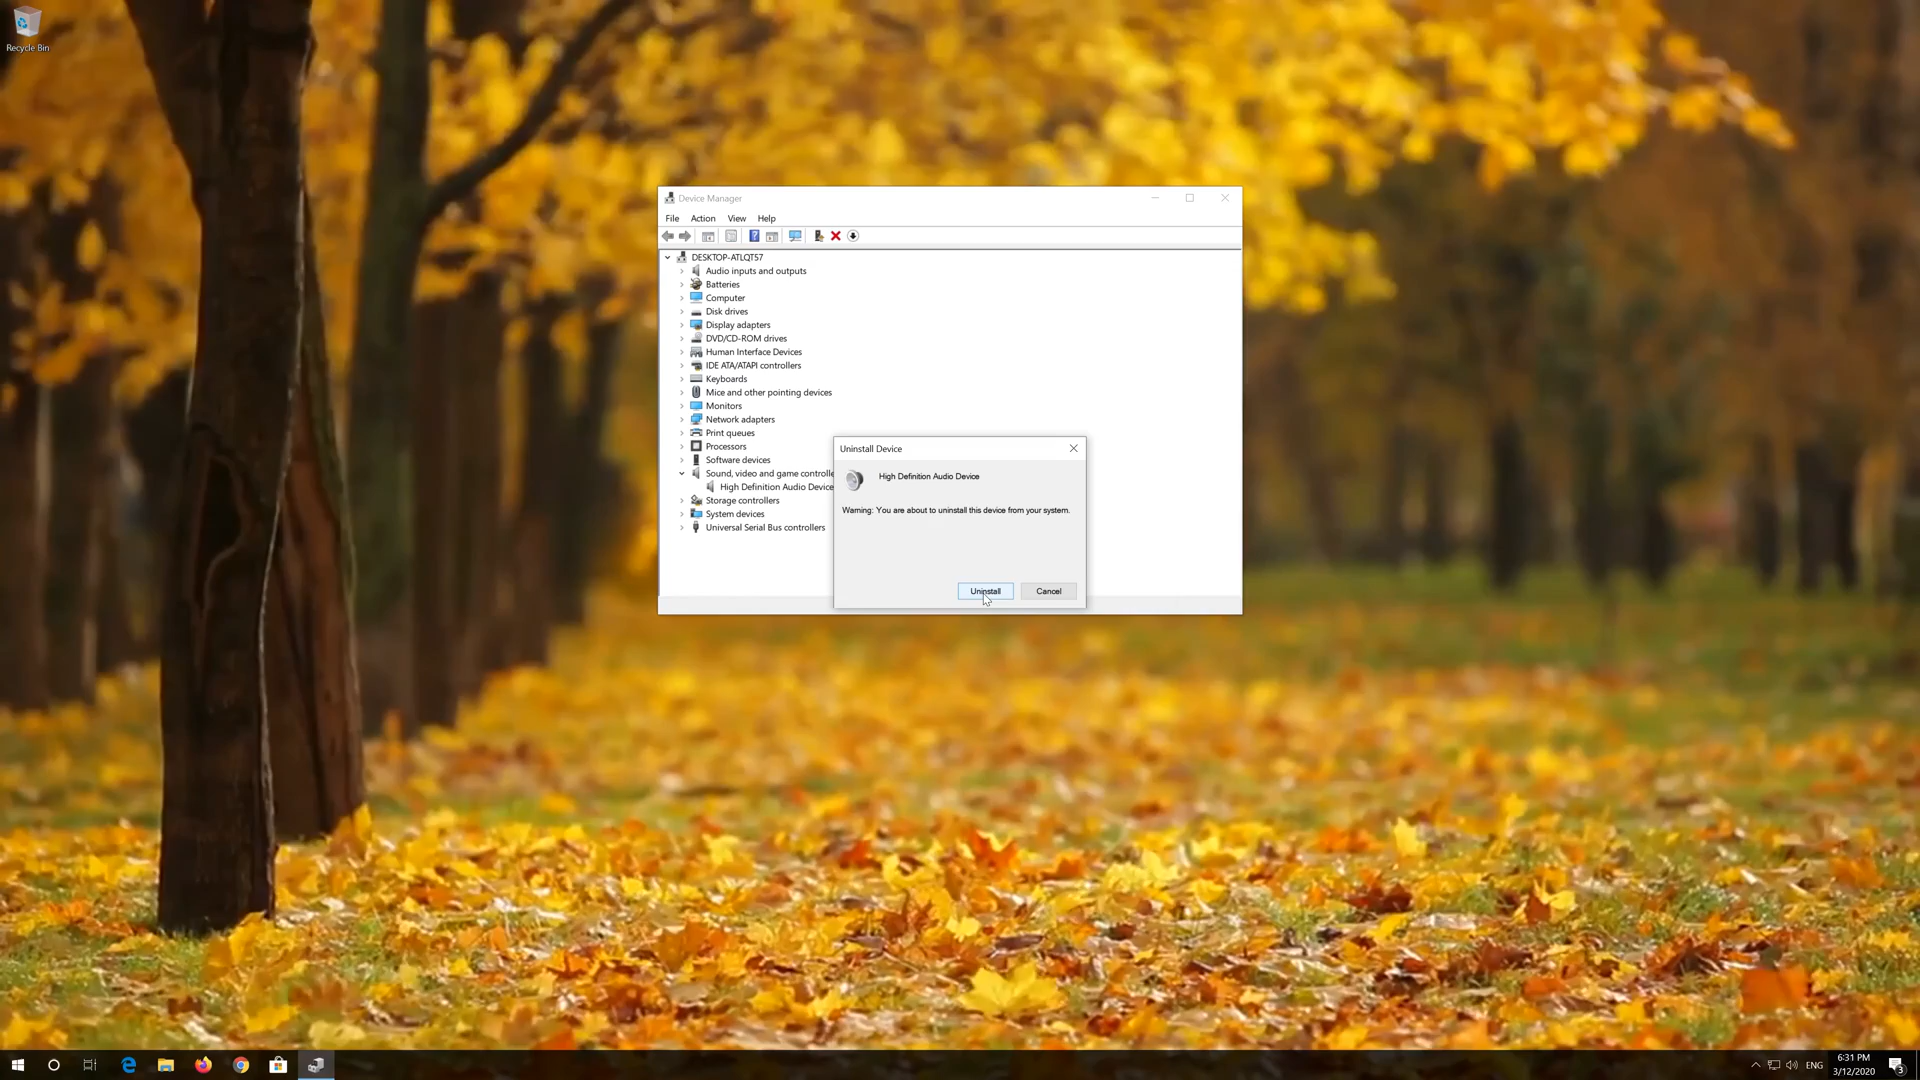 Recycle Bin
Device Manager
File Action View Help
DESKTOP-ATLQT57
Audio inputs and outputs
Batteries
Computer
Disk drives
Display adapters
DVD/CD-ROM drives
Human Interface Devices
IDE ATA/ATAPI controllers
Keyboards
Mice and other pointing devices
Monitors
Network adapters
Print queues
Processors
Software devices
Sound, video and game controlle
High Definition Audio Device
Storage controllers
System devices
Universal Serial Bus controllers
Uninstall Device
High Definition Audio Device
Warning: You are about to uninstall this device from your system.
Uninstall Cancel
ENG
6:31 PM
3/12/2020
3